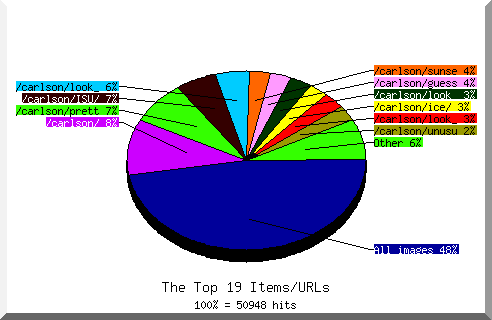 /carlson/sunse 4%
/carlson/look_ 6%
/carlson/guess 4%
/carlson/ISU/ 7%
/carlson/look_ 3%
/carlson/prett 7%
/carlson/ice/ 3%
/carlson/ 8%
/carlson/look_ 3%
/carlson/unusu 2%
Other 6%
All images 48%
The Top 19 Items/URLs
100% = 50948 hits